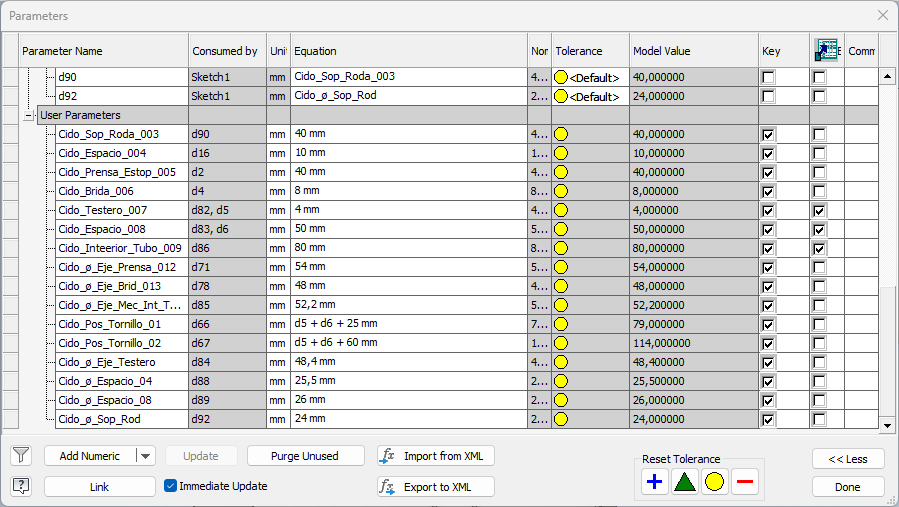 Parameters
Parameter Name Consumed by Unit Equation Nor Tolerance Model Value Key E Comm
d90 Sketch1 mm Cido_Sop_Roda_003 4... <Default> 40,000000
d92 Sketch1 mm Cido_ø_Sop_Rod 2... <Default> 24,000000
User Parameters
Cido_Sop_Roda_003 d90 mm 40 mm 4... 40,000000
Cido_Espacio_004 d16 mm 10 mm 1... 10,000000
Cido_Prensa_Estop_005 d2 mm 40 mm 4... 40,000000
Cido_Brida_006 d4 mm 8 mm 8... 8,000000
Cido_Testero_007 d82, d5 mm 4 mm 4... 4,000000
Cido_Espacio_008 d83, d6 mm 50 mm 5... 50,000000
Cido_Inteerior_Tubo_009 d86 mm 80 mm 8... 80,000000
Cido_ø_Eje_Prensa_012 d71 mm 54 mm 5... 54,000000
Cido_ø_Eje_Brid_013 d78 mm 48 mm 4... 48,000000
Cido_ø_Eje_Mec_Int_T... d85 mm 52,2 mm 5... 52,200000
Cido_Pos_Tornillo_01 d66 mm d5 + d6 + 25 mm 7... 79,000000
Cido_Pos_Tornillo_02 d67 mm d5 + d6 + 60 mm 1... 114,000000
Cido_ø_Eje_Testero d84 mm 48,4 mm 4... 48,400000
Cido_ø_Espacio_04 d88 mm 25,5 mm 2... 25,500000
Cido_ø_Espacio_08 d89 mm 26 mm 2... 26,000000
Cido_ø_Sop_Rod d92 mm 24 mm 2... 24,000000
Add Numeric Update Purge Unused fx Import from XML Reset Tolerance << Less
? Link Immediate Update fx Export to XML Done